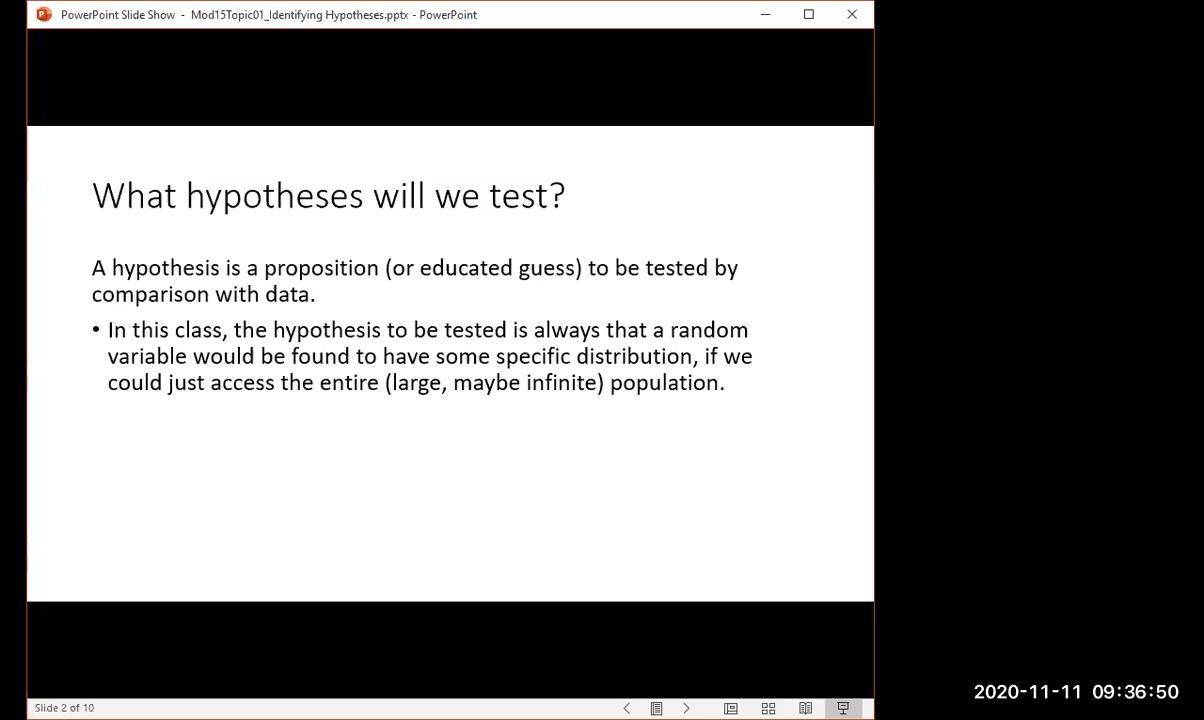 PowerPoint Slide Show - Mod15Topic01_Identifying Hypotheses.pptx - PowerPoint
What hypotheses will we test?
A hypothesis is a proposition (or educated guess) to be tested by
comparison with data.
• In this class, the hypothesis to be tested is always that a random
variable would be found to have some specific distribution, if we
could just access the entire (large, maybe infinite) population.
2020-11-11 09:36:50
Slide 2 of 10